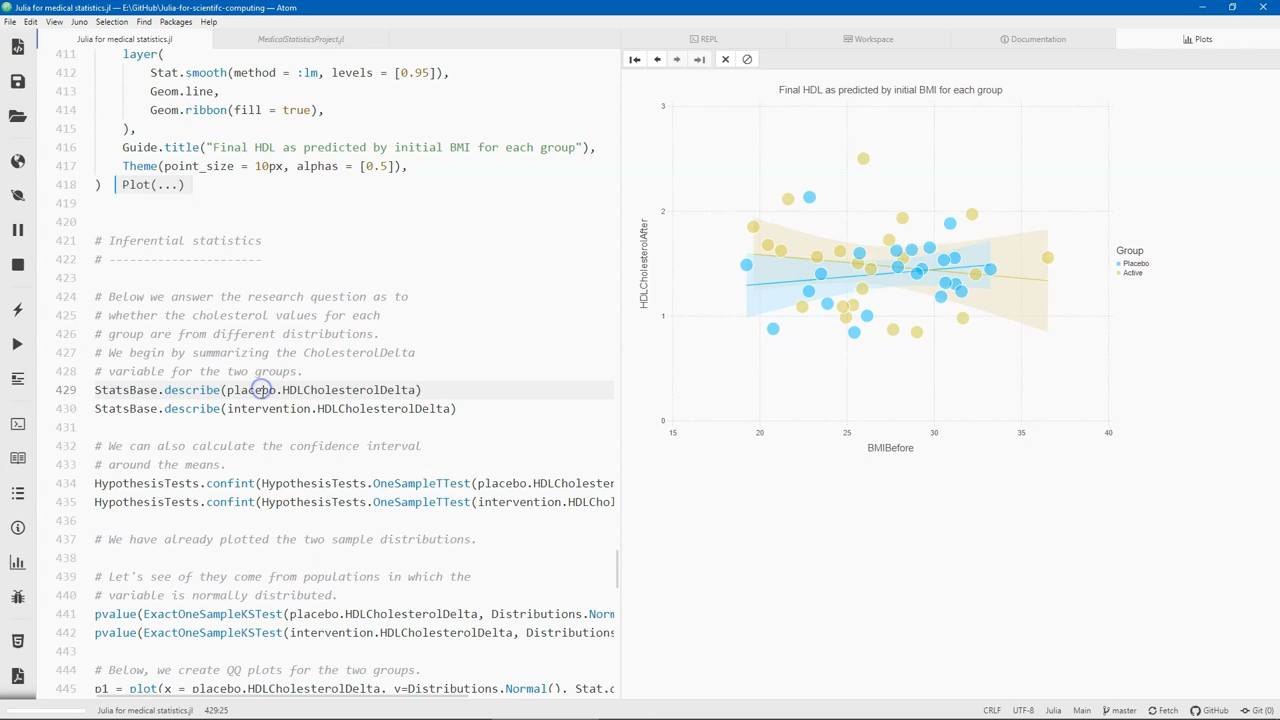 Julia for medical statistics.jl — E:\GitHub\Julia-for-scientifc-computing — Atom
File Edit View Juno Selection Find Packages Help
Julia for medical statistics.jl MedicalStatisticsProject.jl
REPL Workspace Documentation Plots
411 layer(
412 Stat.smooth(method = :lm, levels = [0.95]),
413 Geom.line,
414 Geom.ribbon(fill = true),
415 ),
416 Guide.title("Final HDL as predicted by initial BMI for each group"),
417 Theme(point_size = 10px, alphas = [0.5]),
418 ) Plot(...)
419
420
421 # Inferential statistics
422 # ----------------------
423
424 # Below we answer the research question as to
425 # whether the cholesterol values for each
426 # group are from different distributions.
427 # We begin by summarizing the CholesterolDelta
428 # variable for the two groups.
429 StatsBase.describe(placebo.HDLCholesterolDelta)
430 StatsBase.describe(intervention.HDLCholesterolDelta)
431
432 # We can also calculate the confidence interval
433 # around the means.
434 HypothesisTests.confint(HypothesisTests.OneSampleTTest(placebo.HDLCholester
435 HypothesisTests.confint(HypothesisTests.OneSampleTTest(intervention.HDLChol
436
437 # We have already plotted the two sample distributions.
438
439 # Let's see of they come from populations in which the
440 # variable is normally distributed.
441 pvalue(ExactOneSampleKSTest(placebo.HDLCholesterolDelta, Distributions.Norm
442 pvalue(ExactOneSampleKSTest(intervention.HDLCholesterolDelta, Distributions
443
444 # Below, we create QQ plots for the two groups.
445 p1 = plot(x = placebo.HDLCholesterolDelta, y=Distributions.Normal(), Stat.q
Final HDL as predicted by initial BMI for each group
3
2
1
0
HDLCholesterolAfter
15 20 25 30 35 40
BMIBefore
Group
Placebo
Active
Julia for medical statistics.jl 429:25
CRLF UTF-8 Julia Main master Fetch GitHub Git (0)